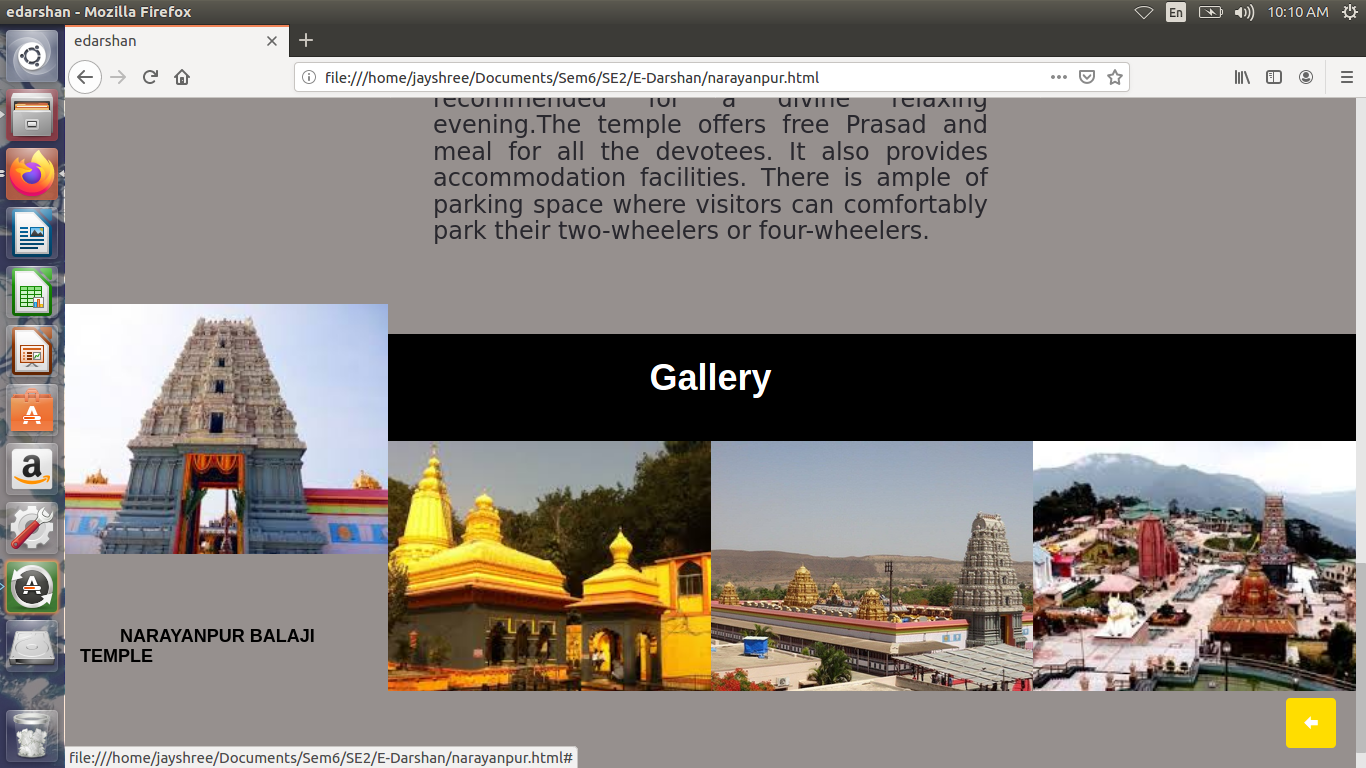 edarshan - Mozilla Firefox
En
10:10 AM
edarshan
file:///home/jayshree/Documents/Sem6/SE2/E-Darshan/narayanpur.html
recommended for a divine relaxing
evening.The temple offers free Prasad and
meal for all the devotees. It also provides
accommodation facilities. There is ample of
parking space where visitors can comfortably
park their two-wheelers or four-wheelers.
Gallery
NARAYANPUR BALAJI
TEMPLE
file:///home/jayshree/Documents/Sem6/SE2/E-Darshan/narayanpur.html#